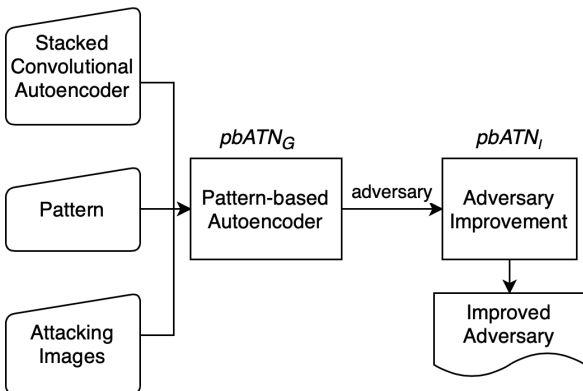 Stacked
Convolutional
Autoencoder
Pattern
Attacking
Images
pbATN_G
Pattern-based
Autoencoder
adversary
pbATN_I
Adversary
Improvement
Improved
Adversary